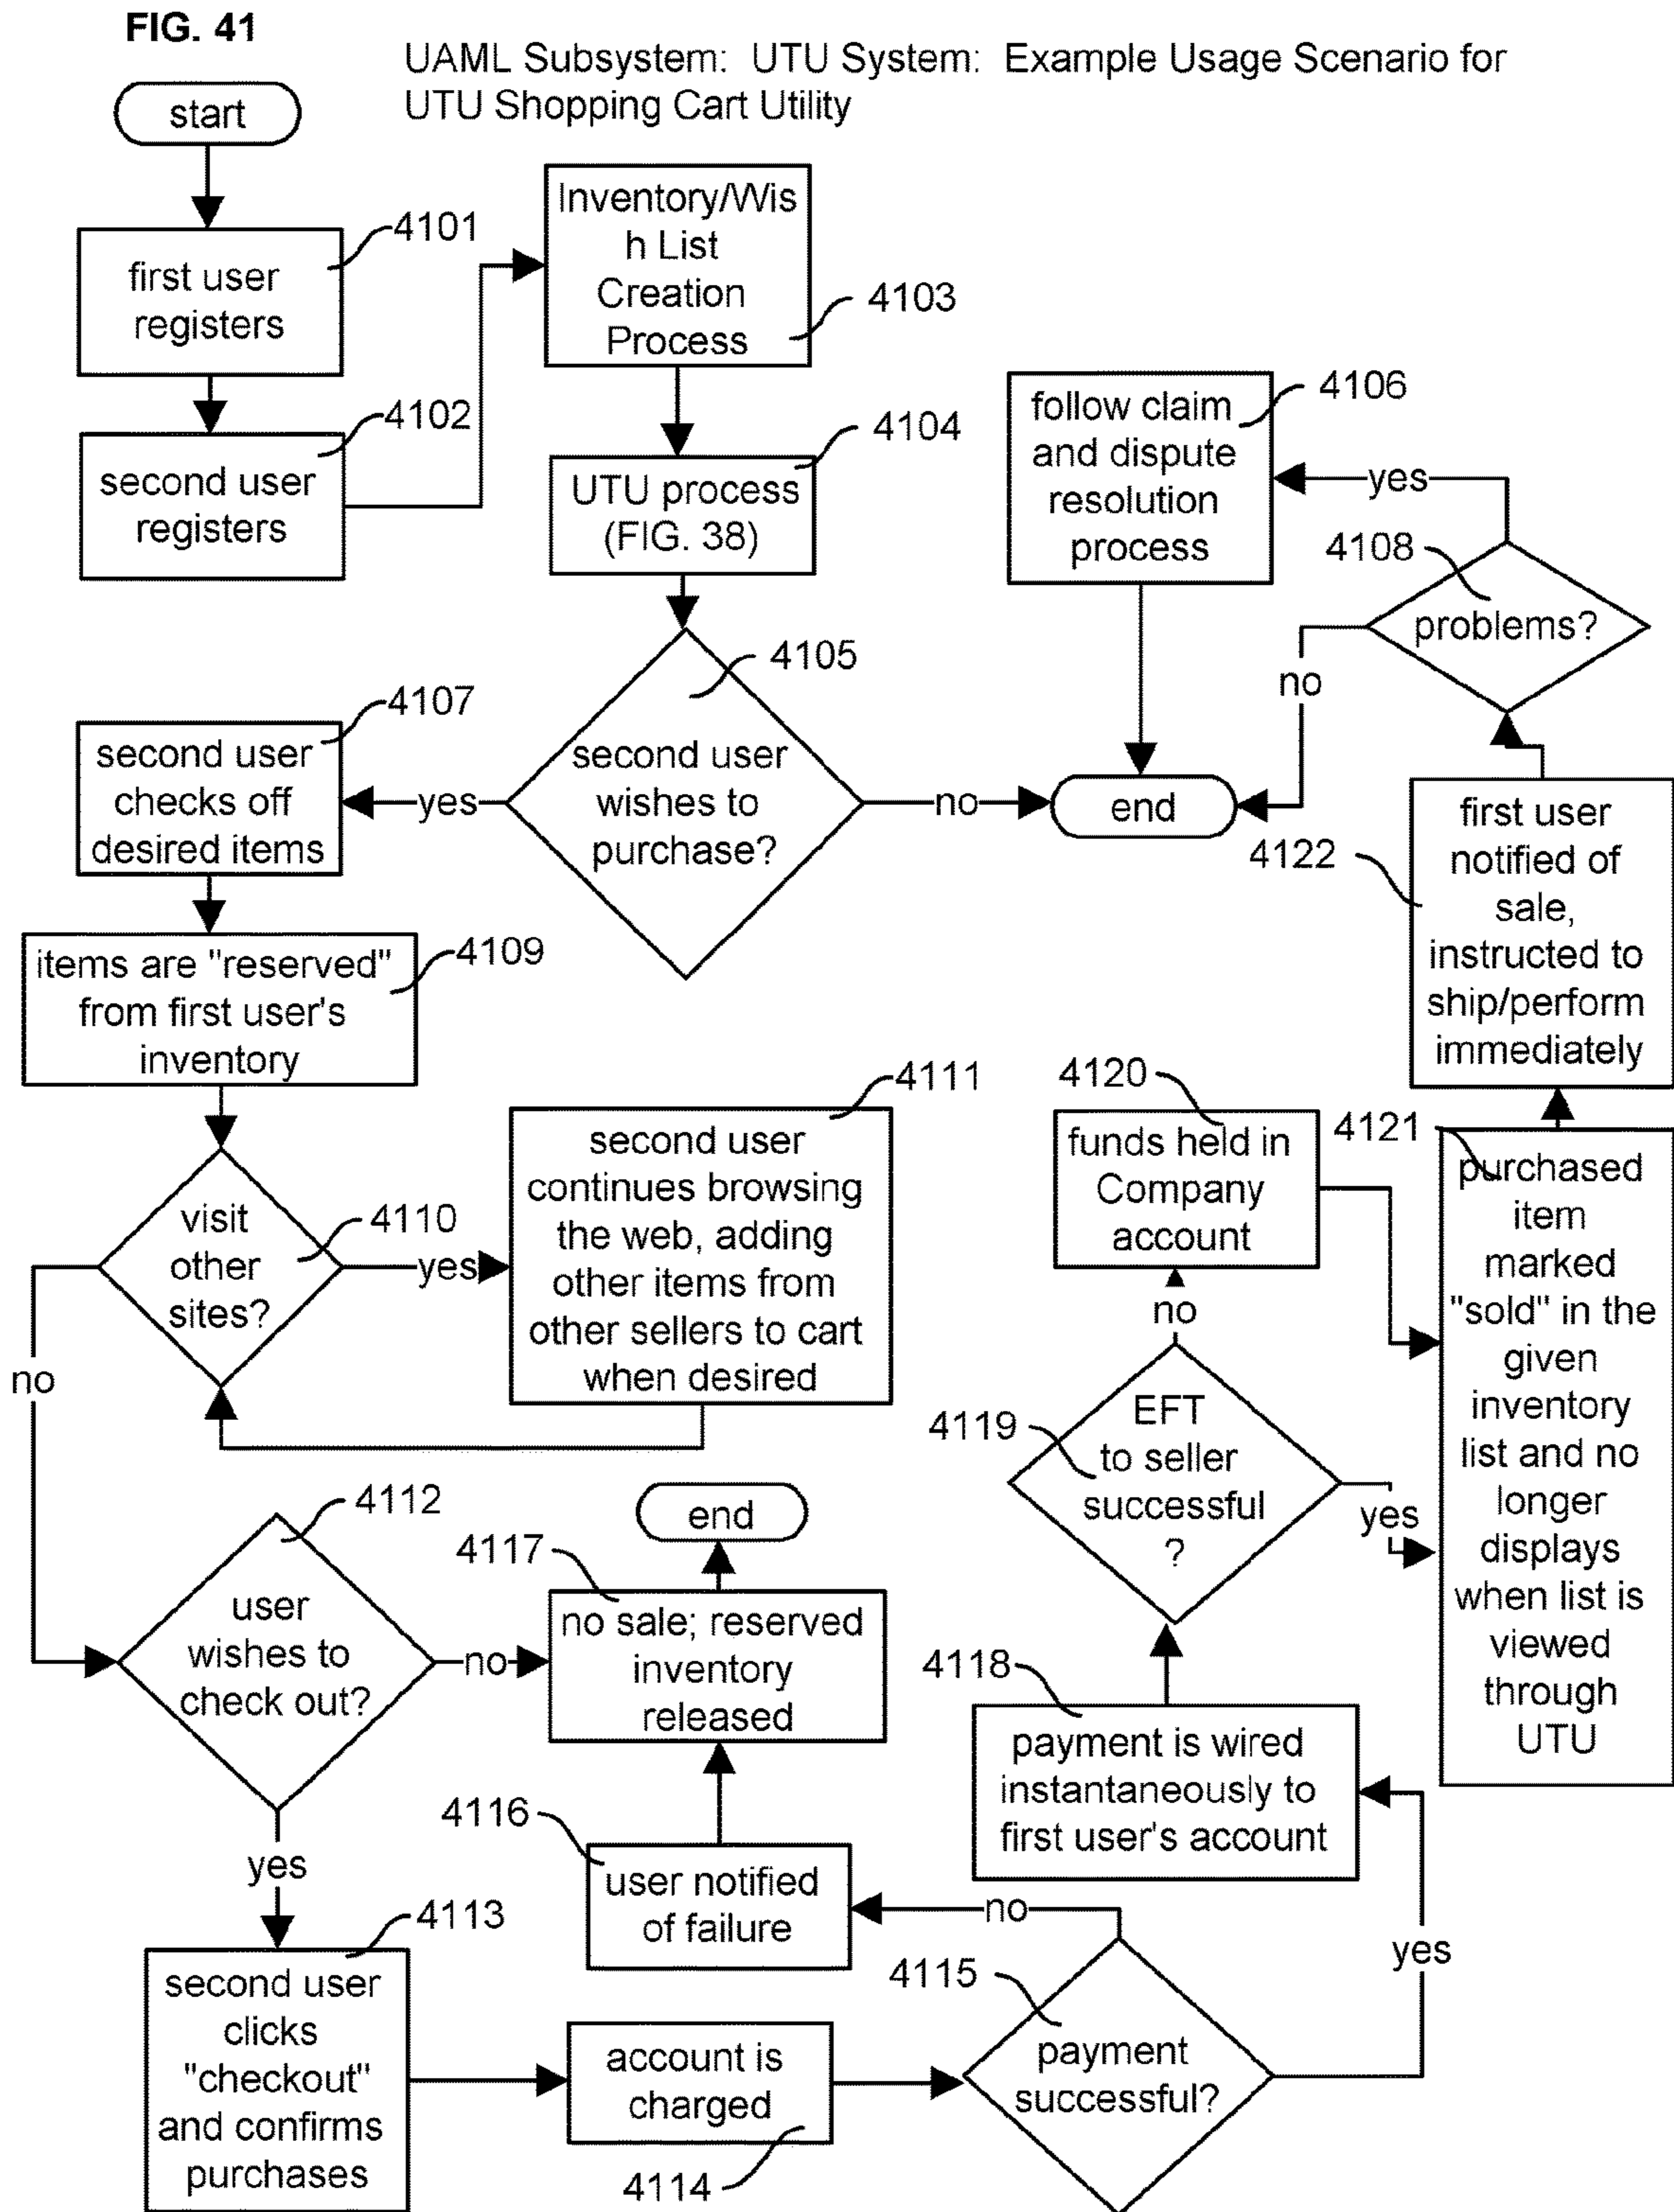 FIG. 41
UAML Subsystem: UTU System: Example Usage Scenario for
UTU Shopping Cart Utility
start
4101
first user
registers
4102
second user
registers
Inventory/Wis
h List
Creation
Process
4103
4104
UTU process
(FIG. 38)
4105
second user
wishes to
purchase?
yes
no
end
4106
follow claim
and dispute
resolution
process
yes
4108
problems?
no
4107
second user
checks off
desired items
4109
items are "reserved"
from first user's
inventory
4110
visit
other
sites?
yes
no
4111
second user
continues browsing
the web, adding
other items from
other sellers to cart
when desired
4112
user
wishes to
check out?
no
yes
4113
second user
clicks
"checkout"
and confirms
purchases
account is
charged
4114
4115
payment
successful?
no
yes
4116
user notified
of failure
4117
no sale; reserved
inventory
released
end
4118
payment is wired
instantaneously to
first user's account
4119
EFT
to seller
successful
?
no
yes
4120
funds held in
Company
account
4121
purchased
item
marked
"sold" in the
given
inventory
list and no
longer
displays
when list is
viewed
through
UTU
4122
first user
notified of
sale,
instructed to
ship/perform
immediately